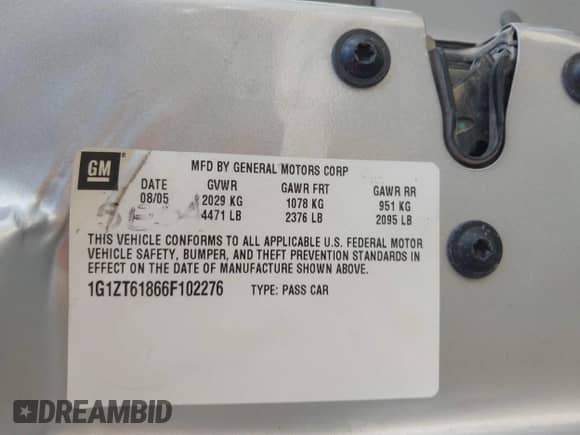 GM
MFD BY GENERAL MOTORS CORP
DATE GVWR GAWR FRT GAWR RR
08/05 2029 KG 1078 KG 951 KG
4471 LB 2376 LB 2095 LB
THIS VEHICLE CONFORMS TO ALL APPLICABLE U.S. FEDERAL MOTOR
VEHICLE SAFETY, BUMPER, AND THEFT PREVENTION STANDARDS IN
EFFECT ON THE DATE OF MANUFACTURE SHOWN ABOVE.
1G1ZT61866F102276 TYPE: PASS CAR
DREAMBID